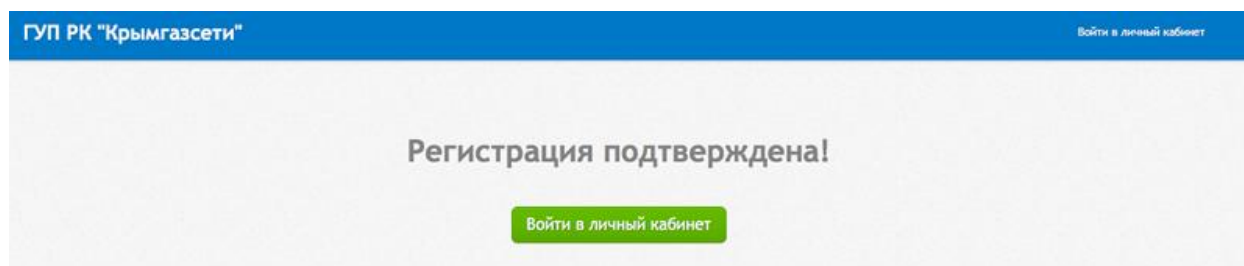 ГУП РК "Крымгазсети"
Войти в личный кабинет
Регистрация подтверждена!
Войти в личный кабинет